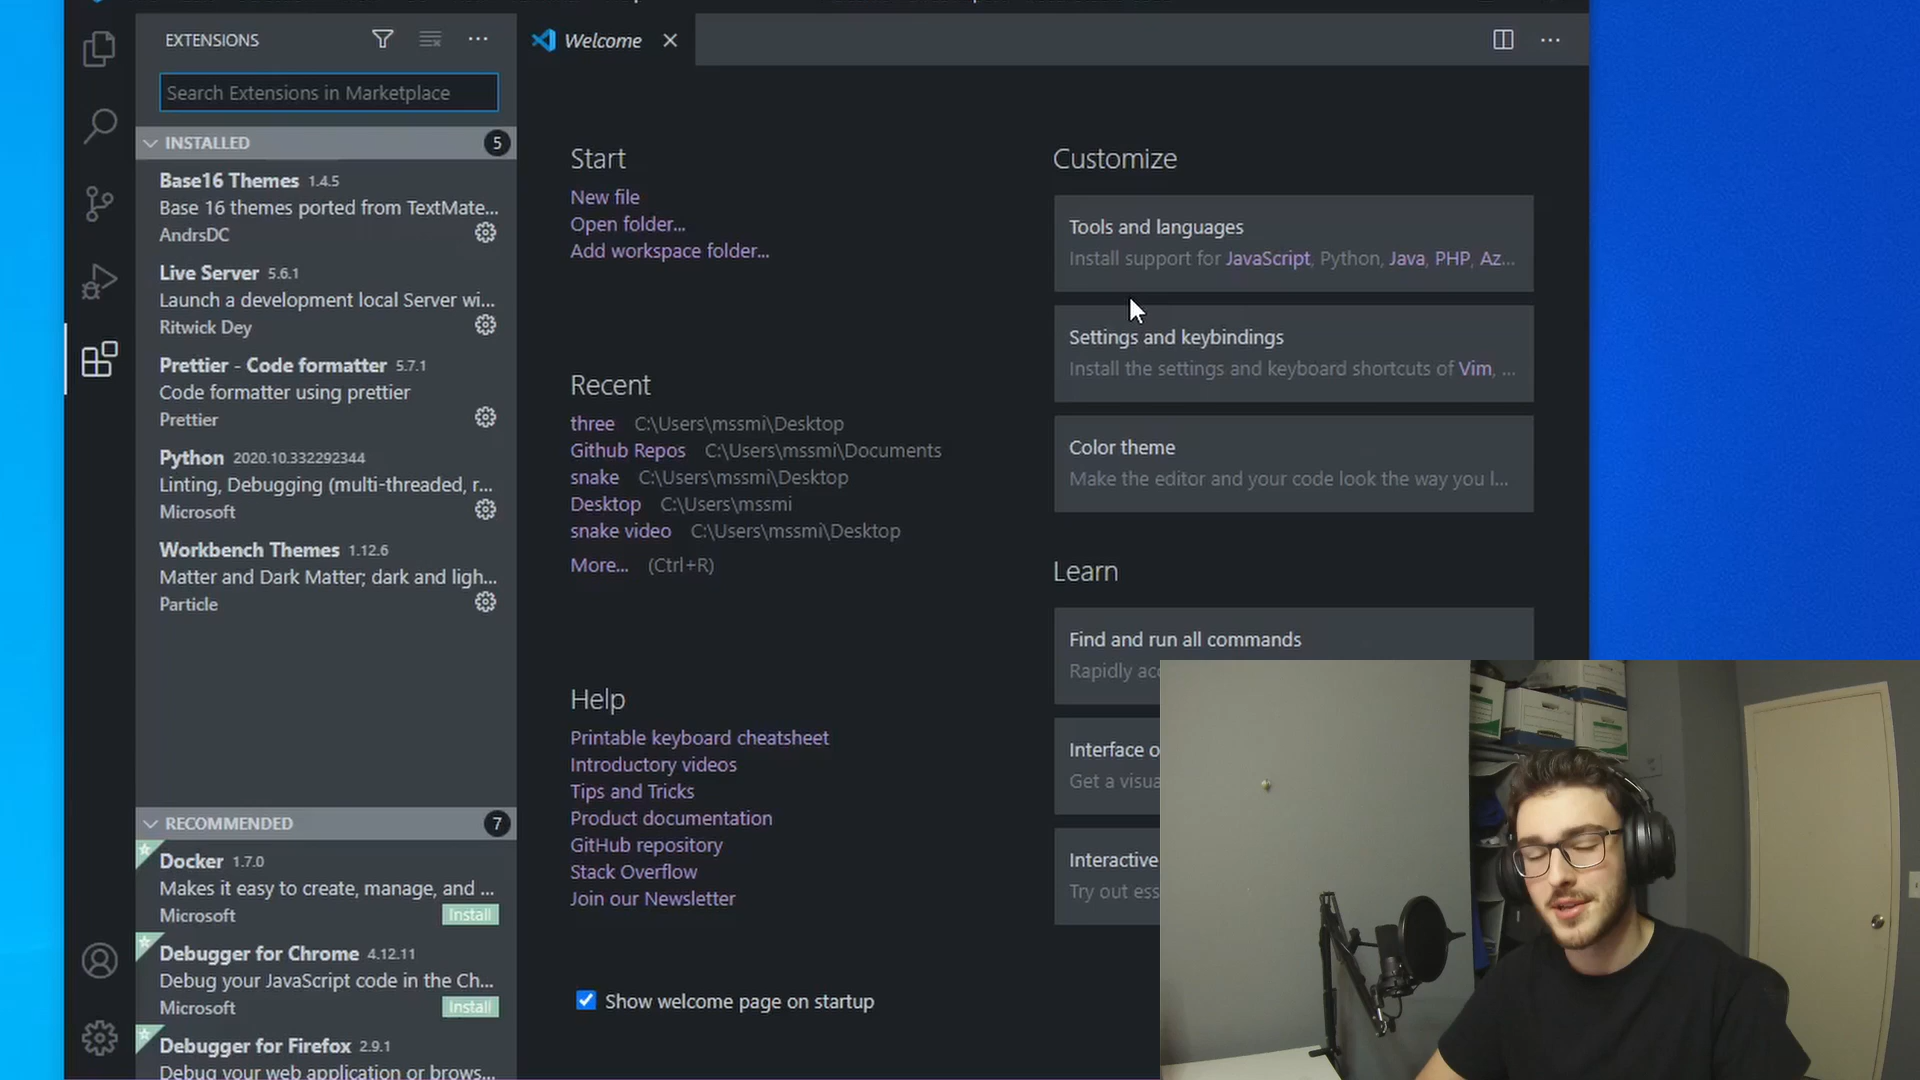 EXTENSIONS
Search Extensions in Marketplace
INSTALLED 5
Base16 Themes 1.4.5
Base 16 themes ported from TextMate...
AndrsDC
Live Server 5.6.1
Launch a development local Server wi...
Ritwick Dey
Prettier - Code formatter 5.7.1
Code formatter using prettier
Prettier
Python 2020.10.332292344
Linting, Debugging (multi-threaded, r...
Microsoft
Workbench Themes 1.12.6
Matter and Dark Matter; dark and ligh...
Particle
RECOMMENDED 7
Docker 1.7.0
Makes it easy to create, manage, and ...
Microsoft
Install
Debugger for Chrome 4.12.11
Debug your JavaScript code in the Ch...
Microsoft
Install
Debugger for Firefox 2.9.1
Debug your web application or brows...
Welcome
Start
New file
Open folder...
Add workspace folder...
Recent
three C:\Users\mssmi\Desktop
Github Repos C:\Users\mssmi\Documents
snake C:\Users\mssmi\Desktop
Desktop C:\Users\mssmi
snake video C:\Users\mssmi\Desktop
More... (Ctrl+R)
Help
Printable keyboard cheatsheet
Introductory videos
Tips and Tricks
Product documentation
GitHub repository
Stack Overflow
Join our Newsletter
Show welcome page on startup
Customize
Tools and languages
Install support for JavaScript, Python, Java, PHP, Az...
Settings and keybindings
Install the settings and keyboard shortcuts of Vim, ...
Color theme
Make the editor and your code look the way you l...
Learn
Find and run all commands
Rapidly acc
Interface o
Get a visua
Interactive
Try out ess